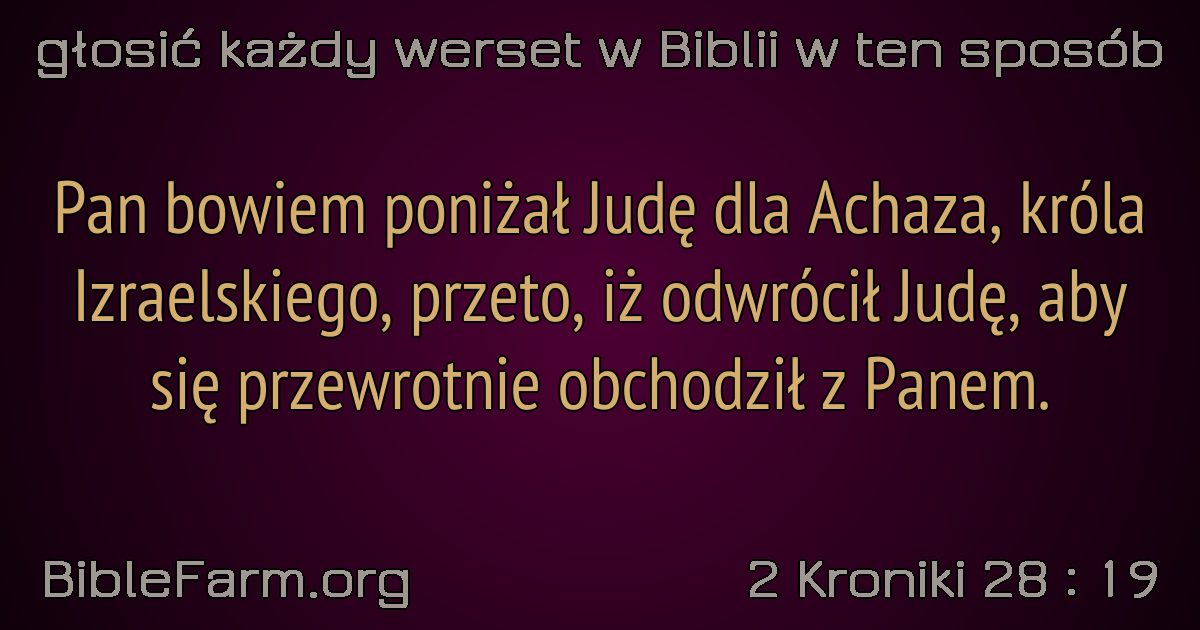 głosić każdy werset w Biblii w ten sposób
Pan bowiem poniżał Judę dla Achaza, króla
Izraelskiego, przeto, iż odwrócił Judę, aby
się przewrotnie obchodził z Panem.
BibleFarm.org
2 Kroniki 28 : 19